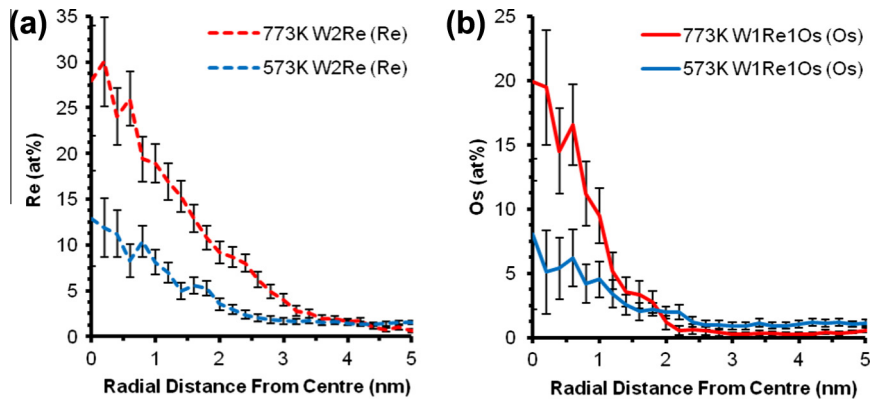 (a)
773K W2Re (Re)
573K W2Re (Re)
Re (at%)
35
30
25
20
15
10
5
0
0 1 2 3 4 5
Radial Distance From Centre (nm)
(b)
773K W1Re1Os (Os)
573K W1Re1Os (Os)
Os (at%)
25
20
15
10
5
0
0 1 2 3 4 5
Radial Distance From Centre (nm)